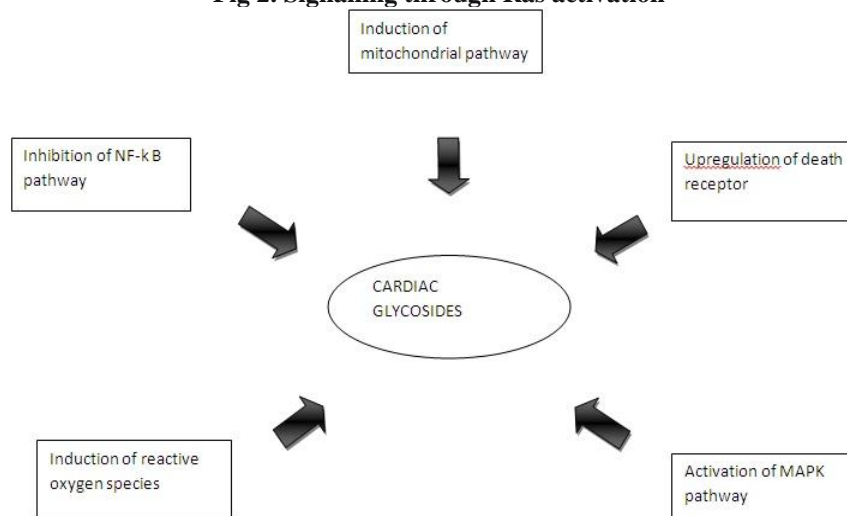 Fig 2. Signalling through Ras activation
Induction of
mitochondrial pathway
Inhibition of NF-k B
pathway
Upregulation of death
receptor
CARDIAC
GLYCOSIDES
Induction of reactive
oxygen species
Activation of MAPK
pathway